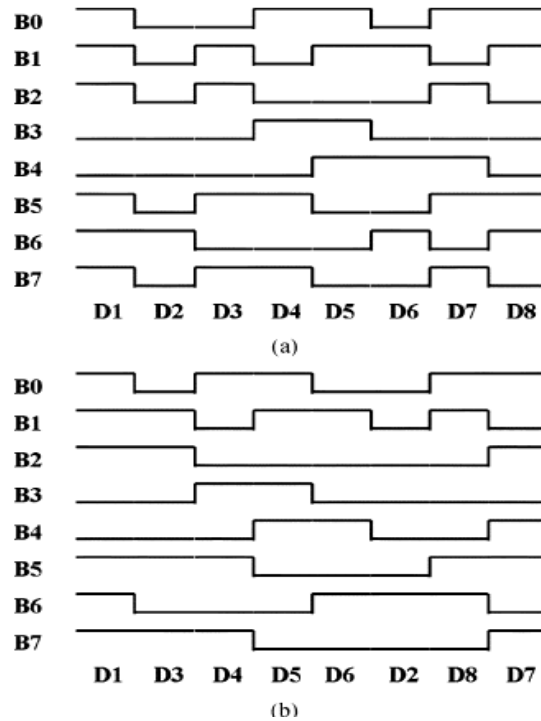 B0
B1
B2
B3
B4
B5
B6
B7
D1 D2 D3 D4 D5 D6 D7 D8
(a)
B0
B1
B2
B3
B4
B5
B6
B7
D1 D3 D4 D5 D6 D2 D8 D7
(b)